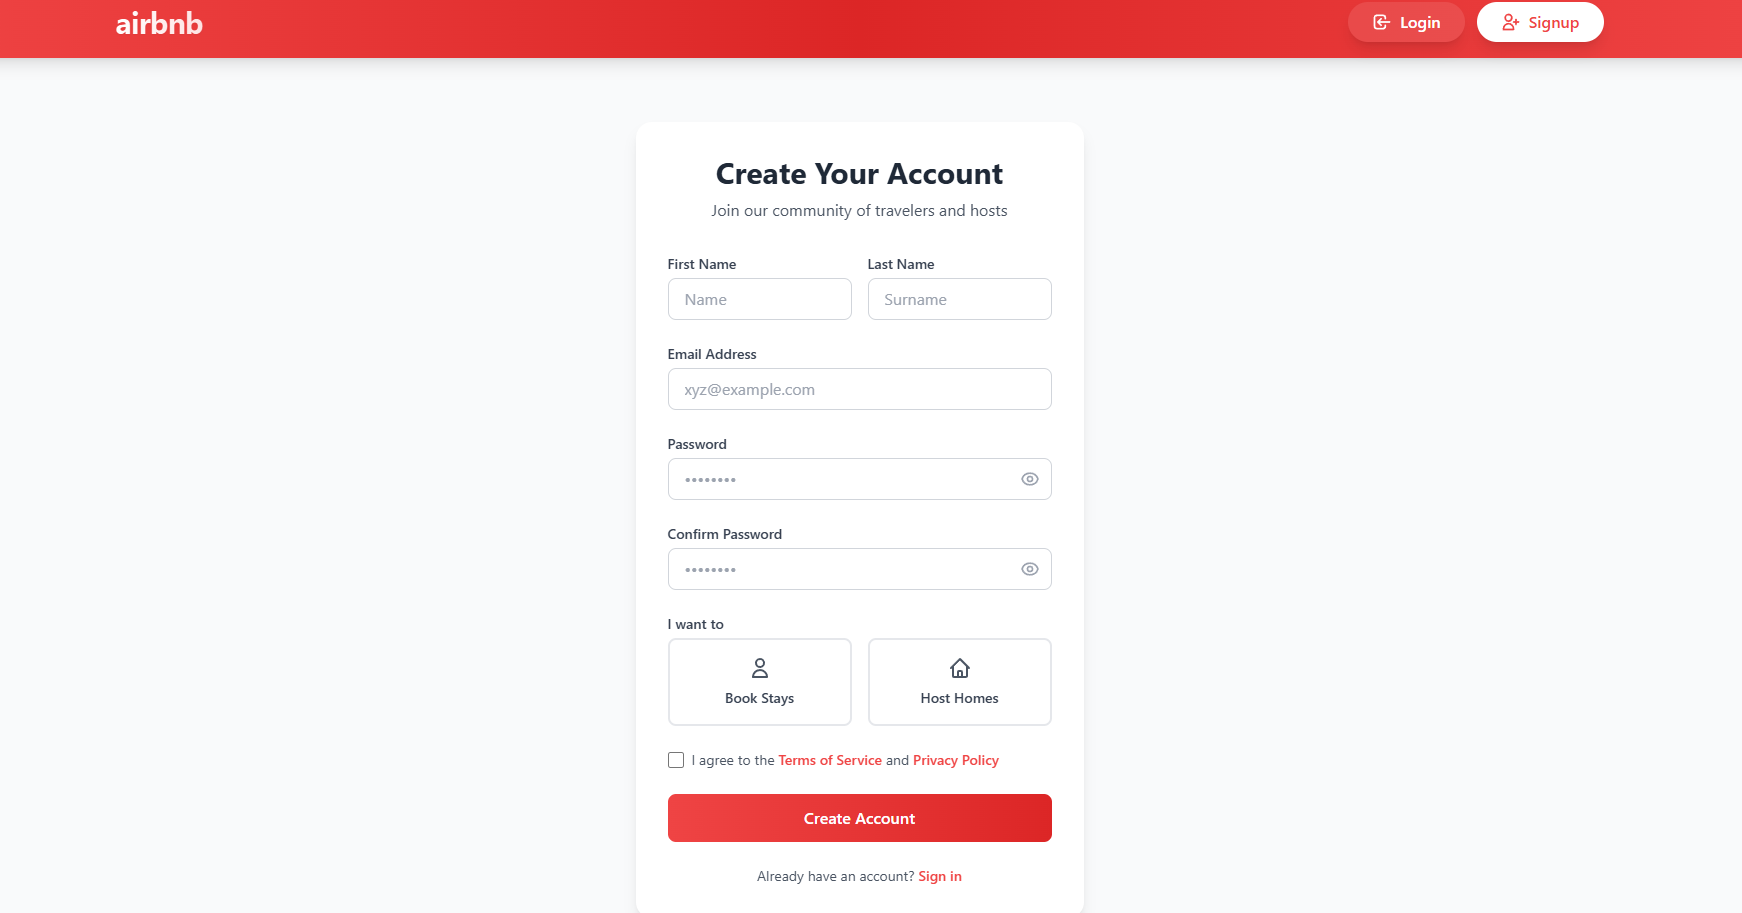 airbnb
Login
Signup
Create Your Account
Join our community of travelers and hosts
First Name Last Name
Name Surname
Email Address
xyz@example.com
Password
••••••••
Confirm Password
••••••••
I want to
Book Stays Host Homes
I agree to the Terms of Service and Privacy Policy
Create Account
Already have an account? Sign in